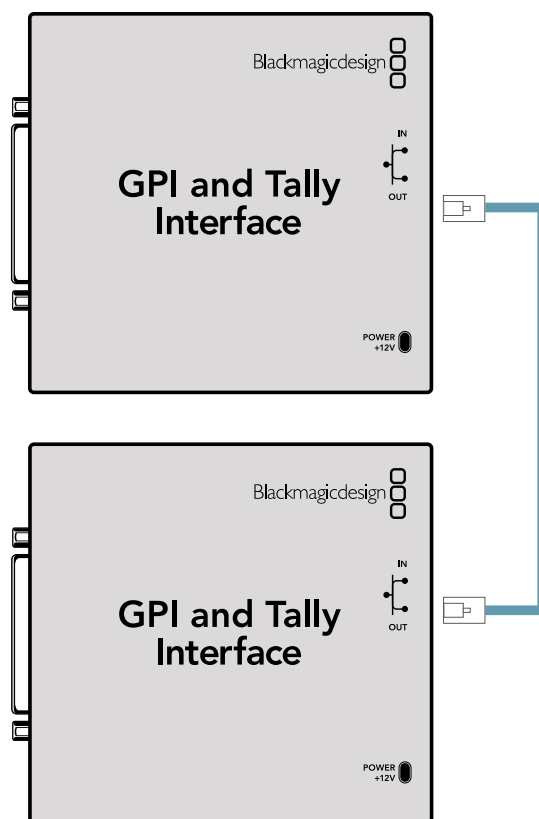 Blackmagicdesign
IN
OUT
GPI and Tally
Interface
POWER
+12V
Blackmagicdesign
IN
OUT
GPI and Tally
Interface
POWER
+12V